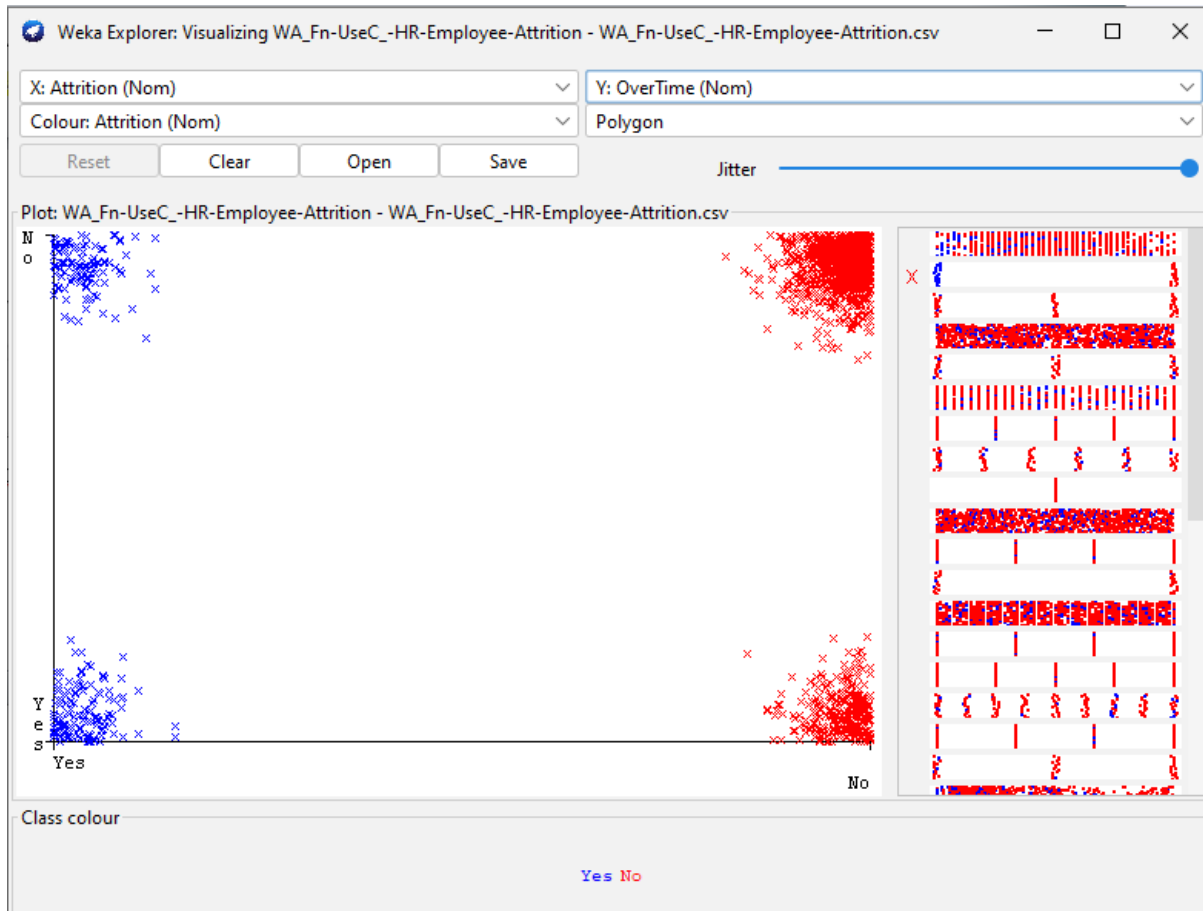 Weka Explorer: Visualizing WA_Fn-UseC_-HR-Employee-Attrition - WA_Fn-UseC_-HR-Employee-Attrition.csv
X: Attrition (Nom)
Y: OverTime (Nom)
Colour: Attrition (Nom)
Polygon
Reset
Clear
Open
Save
Jitter
Plot: WA_Fn-UseC_-HR-Employee-Attrition - WA_Fn-UseC_-HR-Employee-Attrition.csv
No
Yes
Yes
No
X
Class colour
Yes No